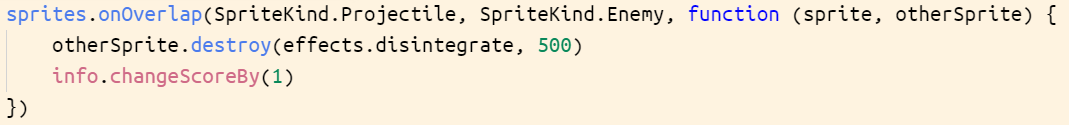 sprites.onOverlap(SpriteKind.Projectile, SpriteKind.Enemy, function (sprite, otherSprite) {
    otherSprite.destroy(effects.disintegrate, 500)
    info.changeScoreBy(1)
})